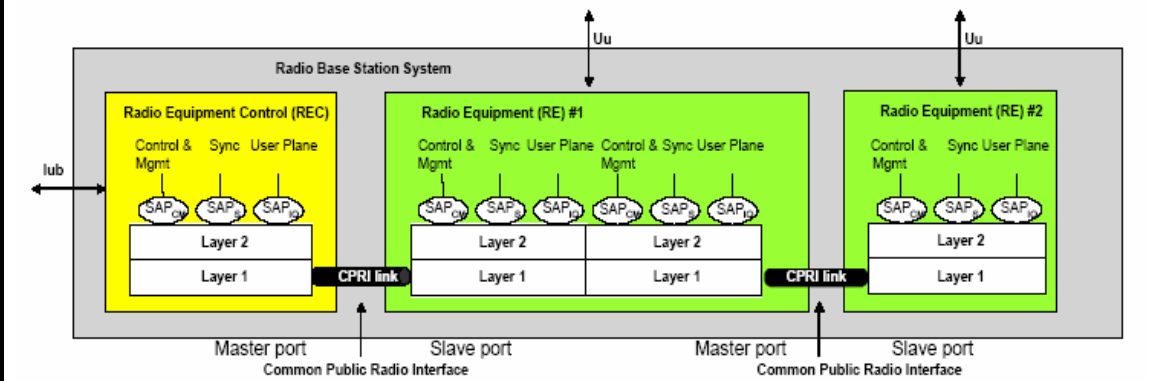 Uu
Uu
Radio Base Station System
Radio Equipment Control (REC)
Radio Equipment (RE) #1
Radio Equipment (RE) #2
Control & Mgmt
Sync
User Plane
Control & Mgmt
Sync
User Plane
Control & Mgmt
Sync
User Plane
Control & Mgmt
Sync
User Plane
Iub
SAPCM
SAPS
SAPIQ
SAPCM
SAPS
SAPIQ
SAPCM
SAPS
SAPIQ
SAPCM
SAPS
SAPIQ
Layer 2
Layer 2
Layer 2
Layer 2
Layer 1
CPRI link
Layer 1
Layer 1
CPRI link
Layer 1
Master port
Slave port
Master port
Slave port
Common Public Radio Interface
Common Public Radio Interface